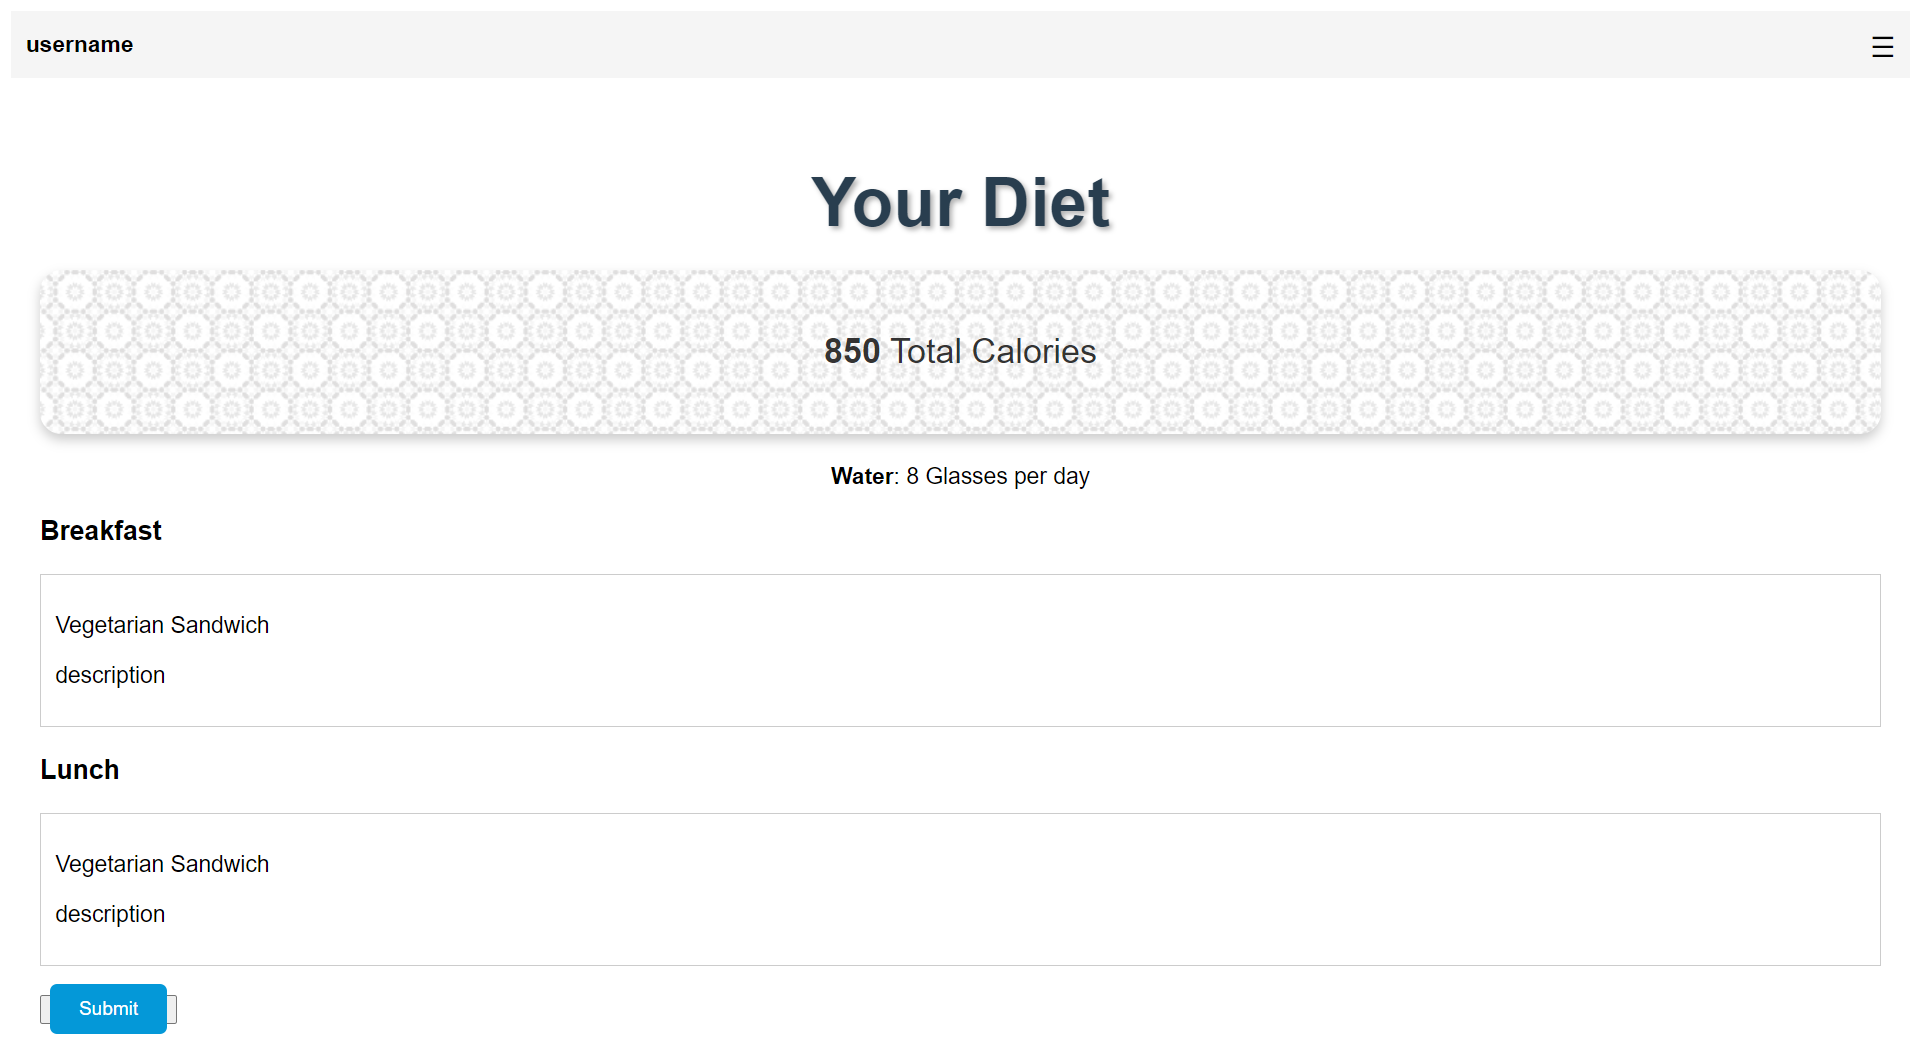 username
☰
Your Diet
850 Total Calories
Water: 8 Glasses per day
Breakfast
Vegetarian Sandwich
description
Lunch
Vegetarian Sandwich
description
Submit